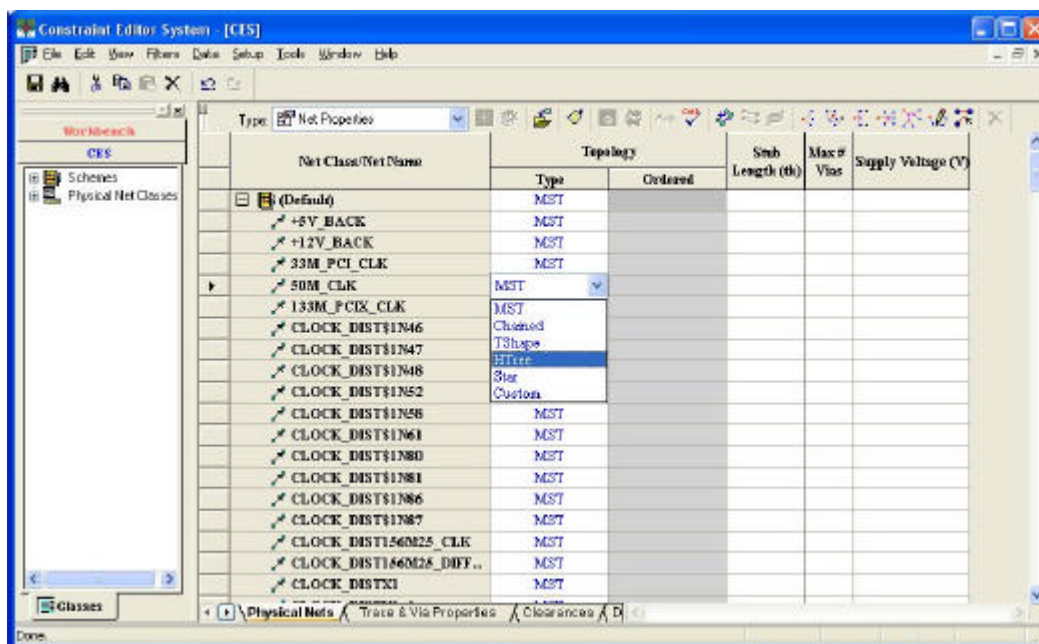 Constraint Editor System - [CES]
File Edit View Filters Data Setup Tools Window Help
Workbench
CES
Schemes
Physical Net Classes
Classes
Type: Net Properties
Net Class/Net Name Topology Stub Length (th) Max # Vias Supply Voltage (V)
Type Ordered
(Default) MST
+5V_BACK MST
+12V_BACK MST
33M_PCI_CLK MST
50M_CLK MST
133M_PCIX_CLK MST
CLOCK_DIST$1N46 Chained
CLOCK_DIST$1N47 TShape
HTree
CLOCK_DIST$1N48 Star
CLOCK_DIST$1N52 Custom
CLOCK_DIST$1N58 MST
CLOCK_DIST$1N61 MST
CLOCK_DIST$1N80 MST
CLOCK_DIST$1N81 MST
CLOCK_DIST$1N86 MST
CLOCK_DIST$1N87 MST
CLOCK_DIST156M25_CLK MST
CLOCK_DIST156M25_DIFF... MST
CLOCK_DISTX1 MST
Physical Nets Trace & Via Properties Clearances D
Done.